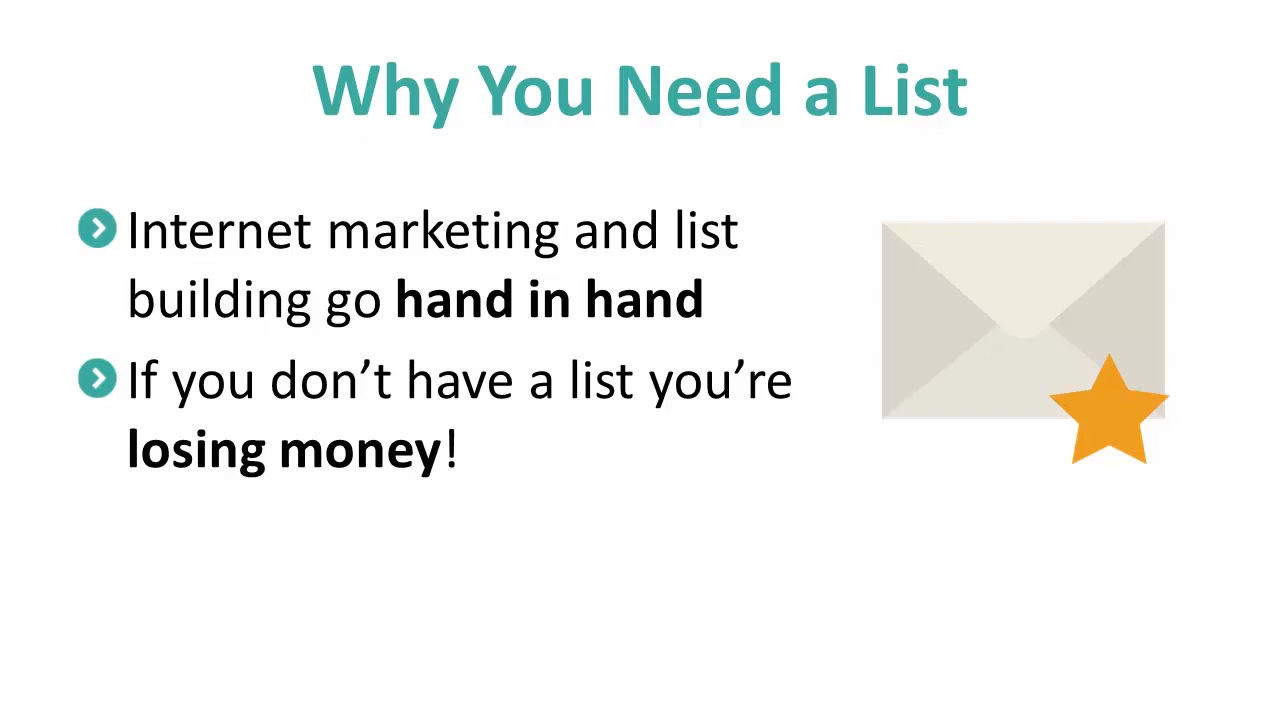 Why You Need a List
Internet marketing and list
building go hand in hand
If you don’t have a list you’re
losing money!